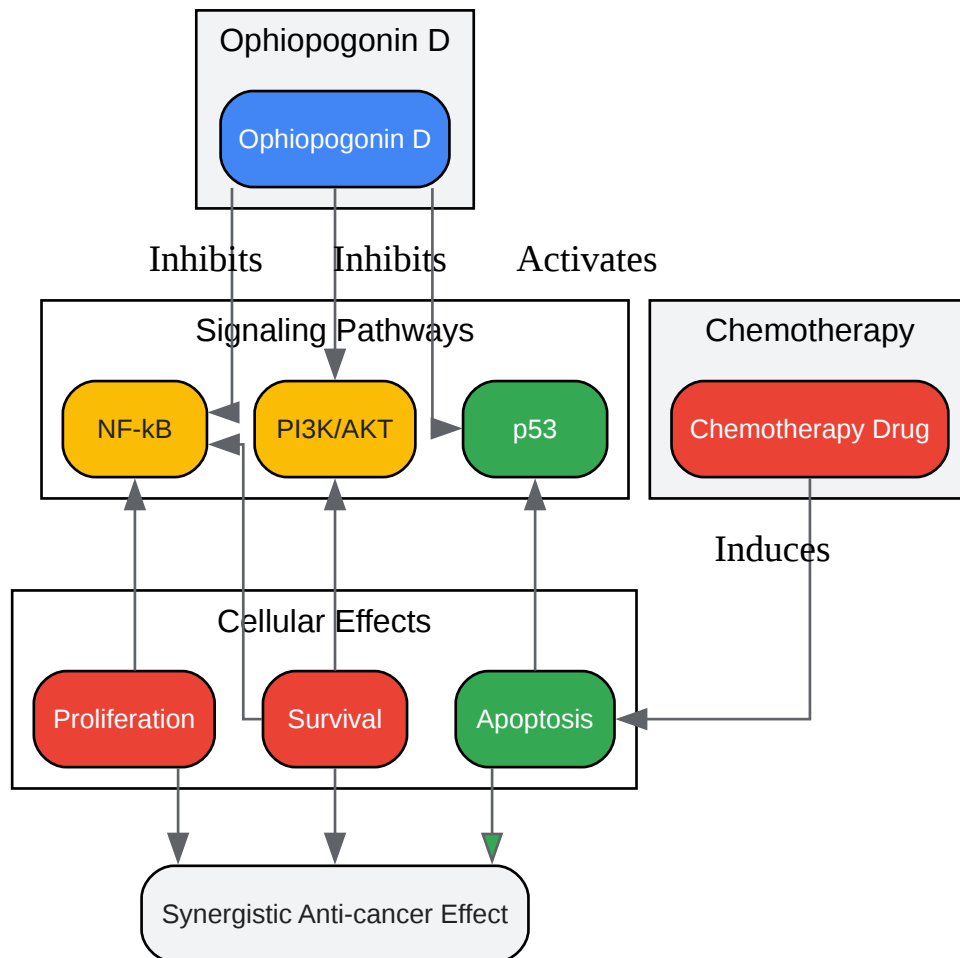 Ophiopogonin D
Ophiopogonin D
Inhibits
Inhibits
Activates
Signaling Pathways
Chemotherapy
NF-kB
PI3K/AKT
p53
Chemotherapy Drug
Induces
Cellular Effects
Proliferation
Survival
Apoptosis
Synergistic Anti-cancer Effect